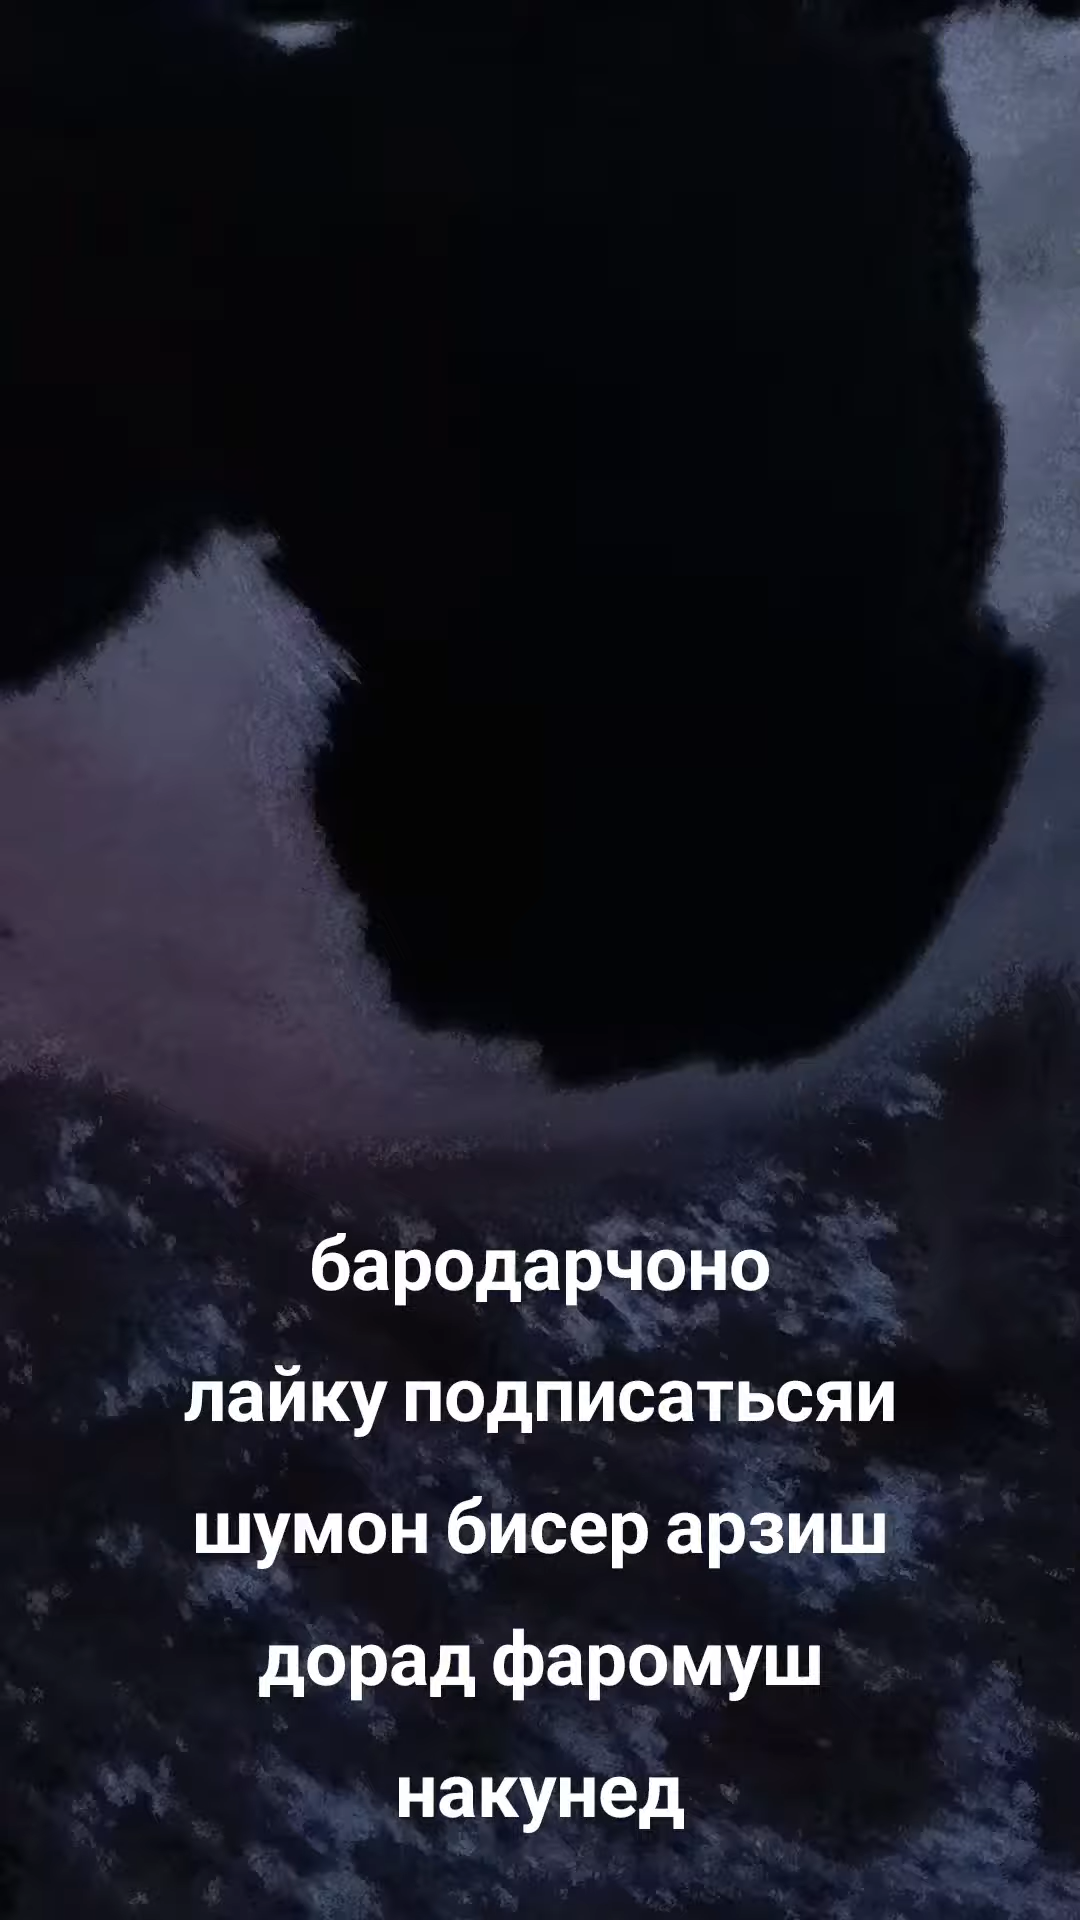 бародарчоно
лайку подписатьсяи
шумон бисер арзиш
дорад фаромуш
накунед